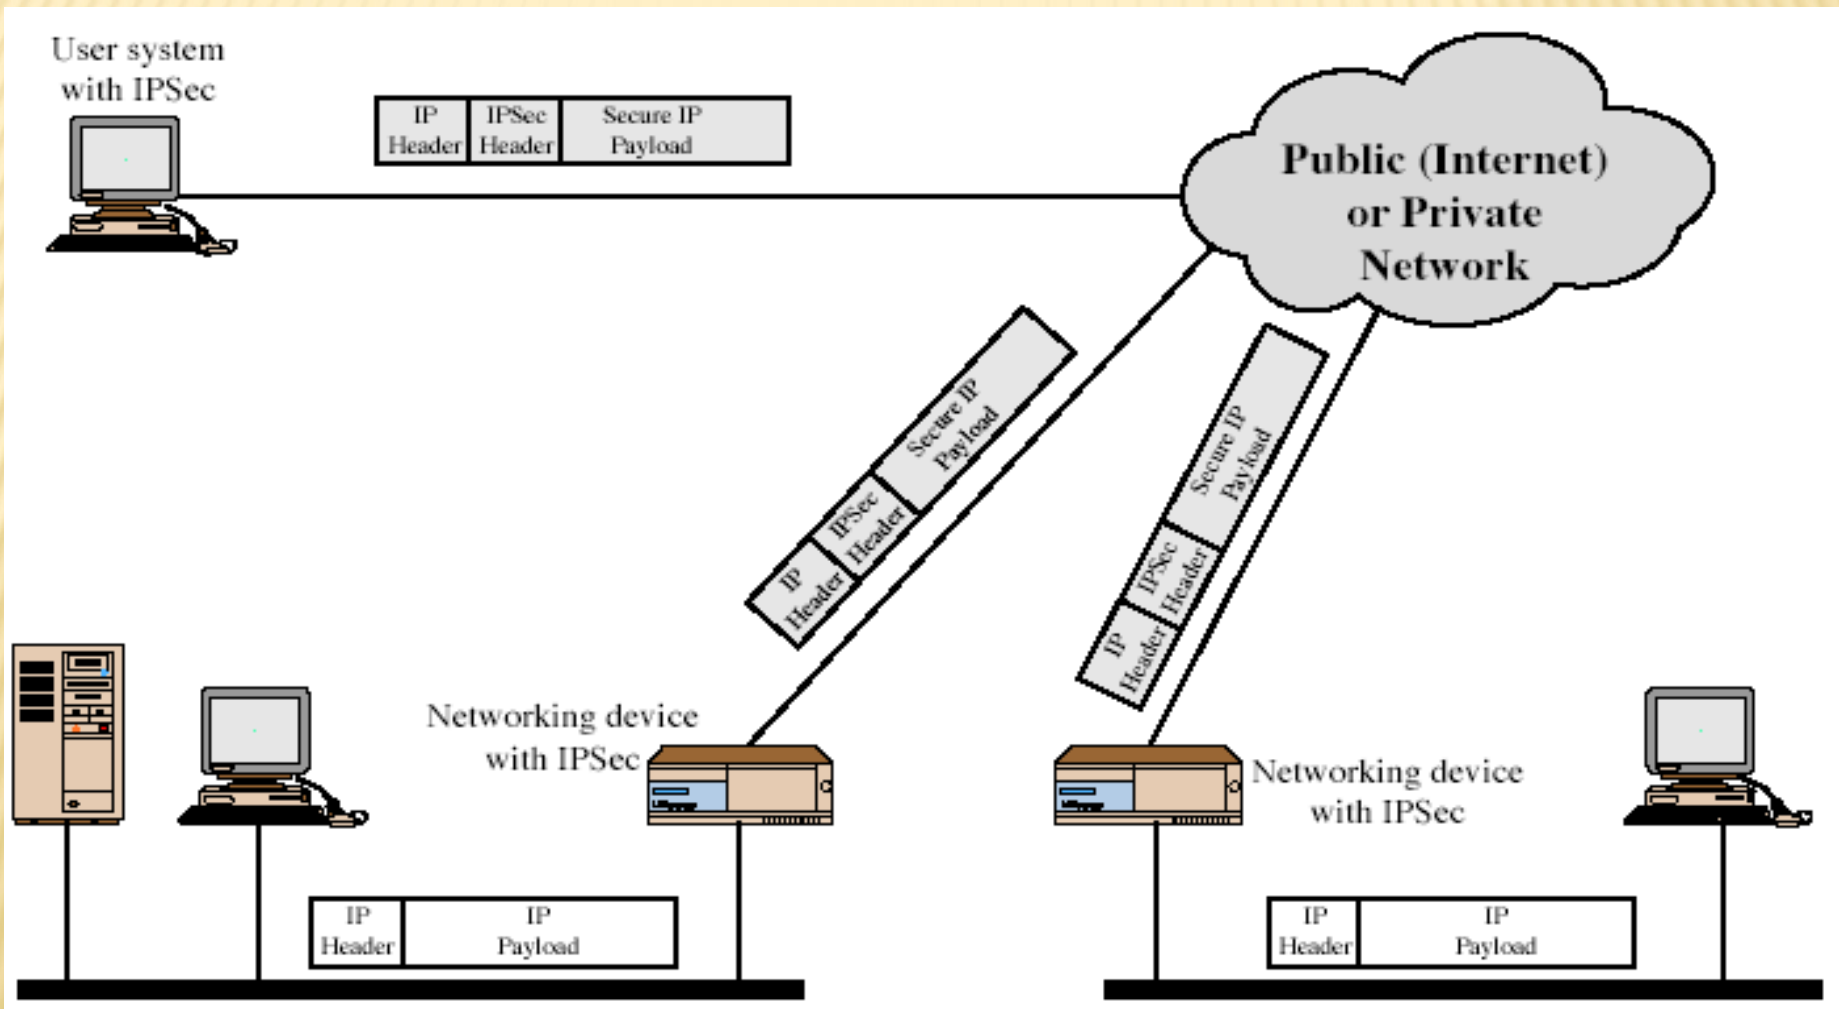 User system
with IPSec
IP
Header
IPSec
Header
Secure IP
Payload
Public (Internet)
or Private
Network
IP
Header
IPSec
Header
Secure IP
Payload
IP
Header
IPSec
Header
Secure IP
Payload
Networking device
with IPSec
Networking device
with IPSec
IP
Header
IP
Payload
IP
Header
IP
Payload